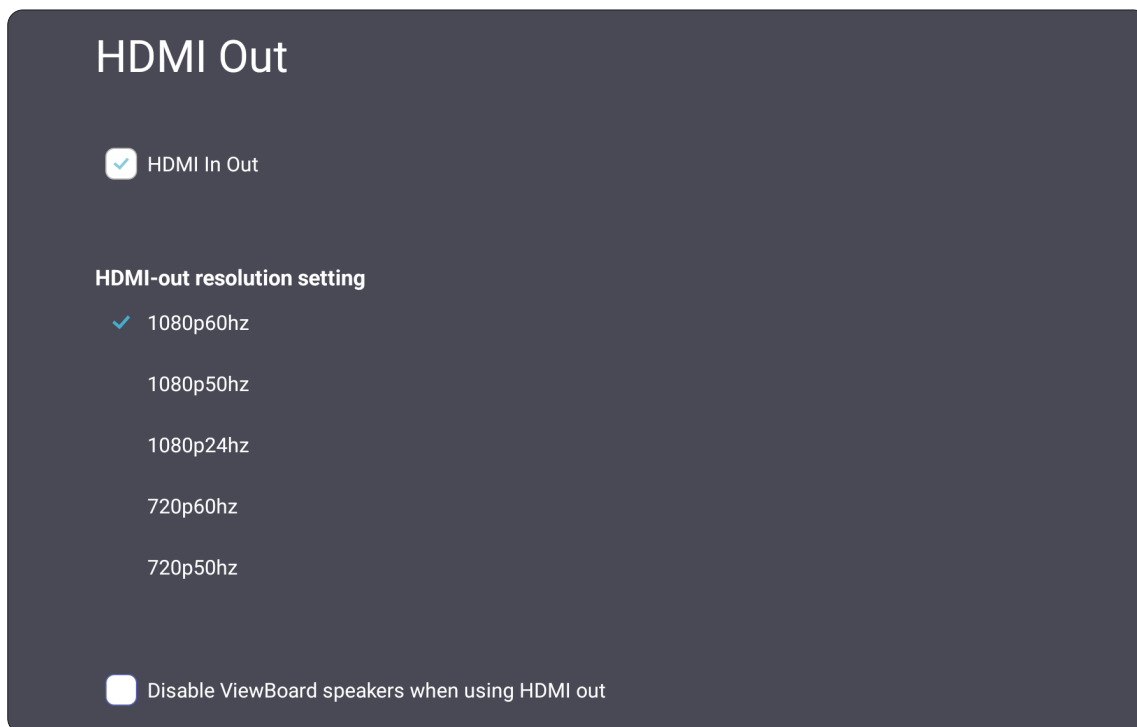 HDMI Out
HDMI In Out
HDMI-out resolution setting
1080p60hz
1080p50hz
1080p24hz
720p60hz
720p50hz
Disable ViewBoard speakers when using HDMI out